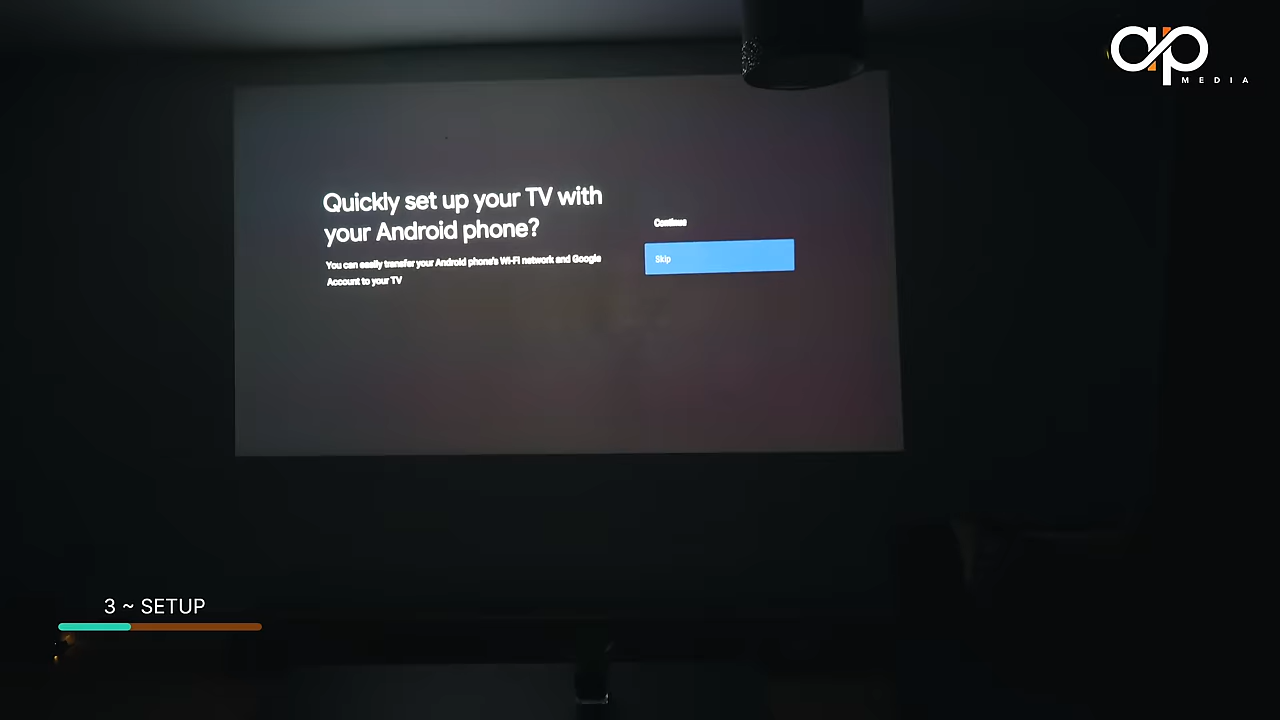 ap
MEDIA
Quickly set up your TV with
your Android phone?
You can easily transfer your Android phone's Wi-Fi network and Google
Account to your TV
Continue
Skip
3 ~ SETUP